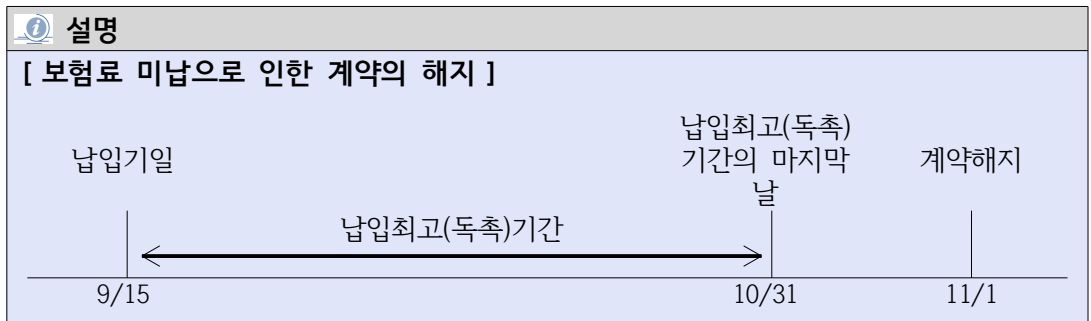 설명
[ 보험료 미납으로 인한 계약의 해지 ]
납입기일
납입최고(독촉)
기간의 마지막
날
계약해지
납입최고(독촉)기간
9/15
10/31
11/1